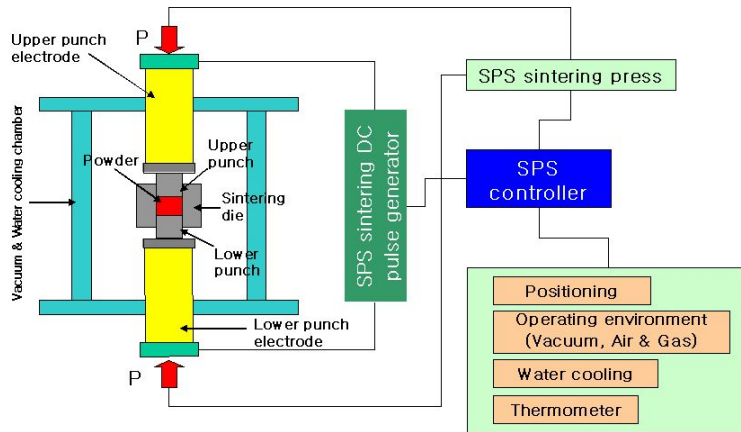 P
Upper punch
electrode
SPS sintering press
Vacuum & Water cooling chamber
Powder
Upper
punch
Sintering
die
Lower
punch
SPS sintering DC
pulse generator
SPS
controller
Lower punch
electrode
P
Positioning
Operating environment
(Vacuum, Air & Gas)
Water cooling
Thermometer